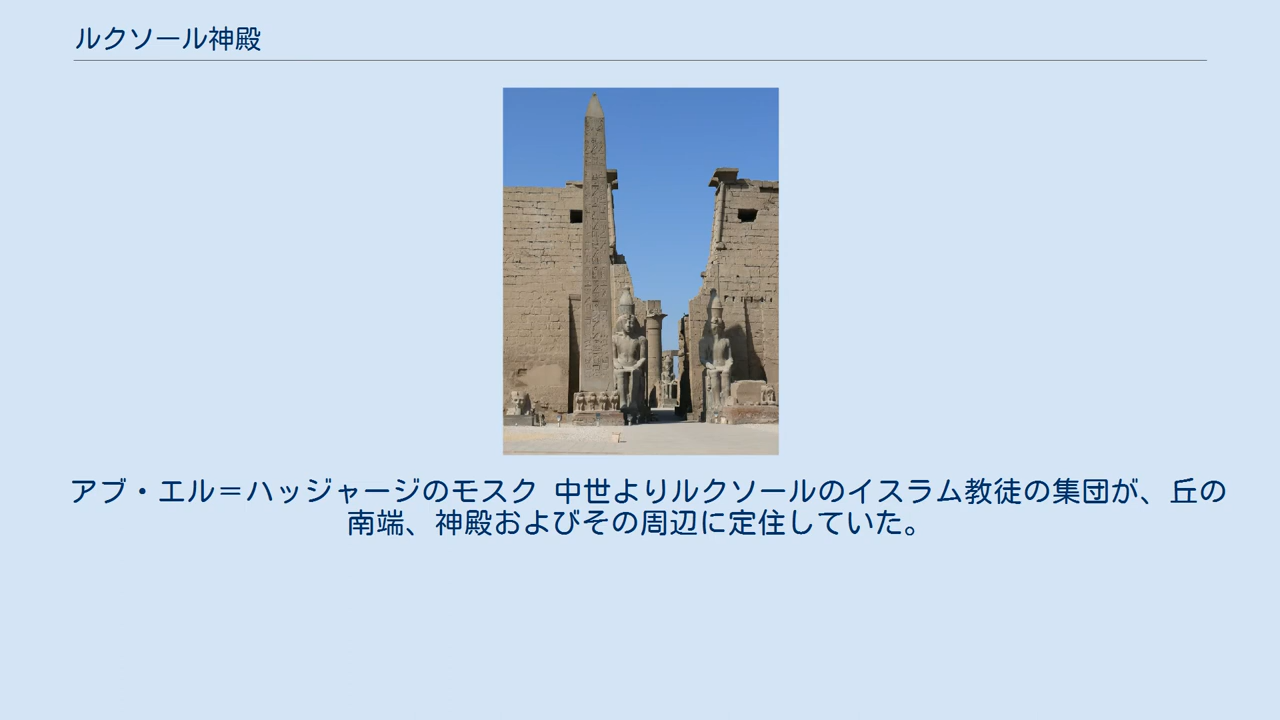 ルクソール神殿
アブ・エル＝ハッジャージのモスク 中世よりルクソールのイスラム教徒の集団が、丘の
南端、神殿およびその周辺に定住していた。